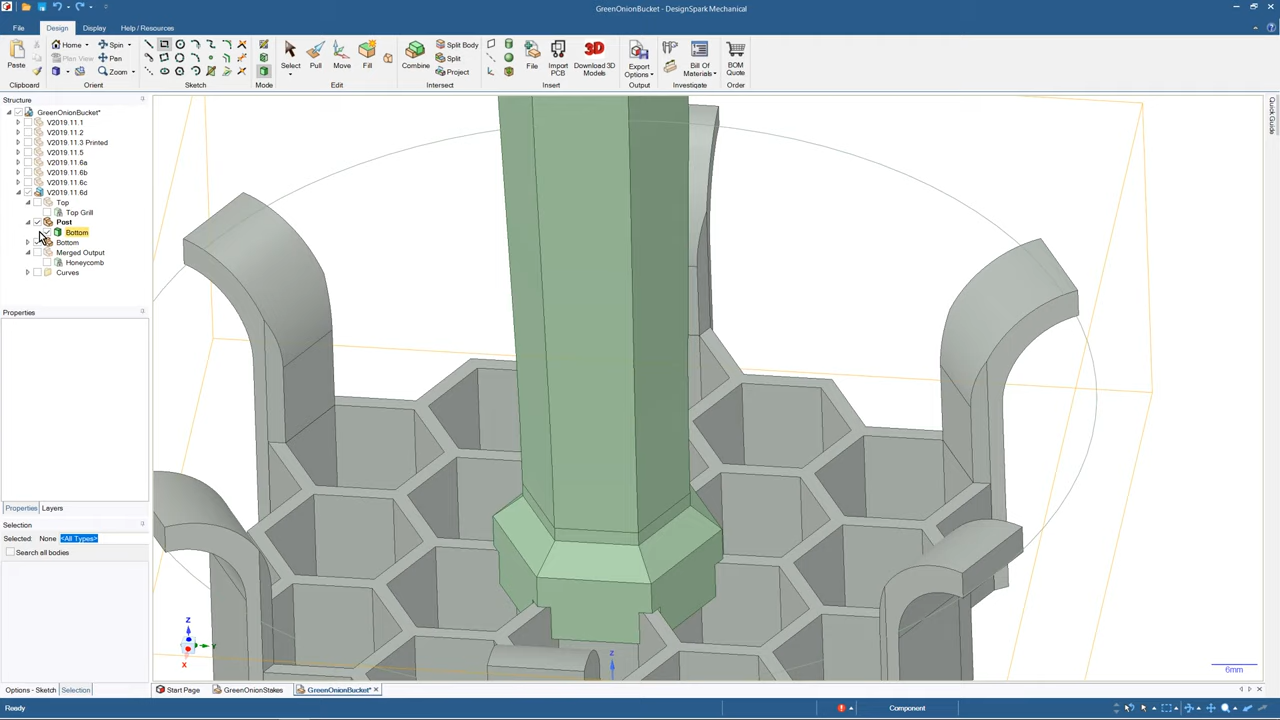 GreenOnionBucket - DesignSpark Mechanical
File Design Display Help / Resources
Paste
Home
Plan View
Spin
Pan
Zoom
Select
Pull
Move
Fill
Combine
Split Body
Split
Project
File
Import PCB
Download 3D Models
Export Options
Bill Of Materials
BOM Quote
Clipboard Orient Sketch Mode Edit Intersect Insert Output Investigate Order
Structure
GreenOnionBucket*
V2019.11.1
V2019.11.2
V2019.11.3 Printed
V2019.11.5
V2019.11.6a
V2019.11.6b
V2019.11.6c
V2019.11.6d
Top
Top Grill
Post
Bottom
Bottom
Merged Output
Honeycomb
Curves
Properties
Properties Layers
Selection
Selected: None <All Types>
Search all bodies
Options - Sketch Selection
Z
Y
X
Z
6mm
Quick Guide
Start Page GreenOnionStakes GreenOnionBucket*
Ready
Component